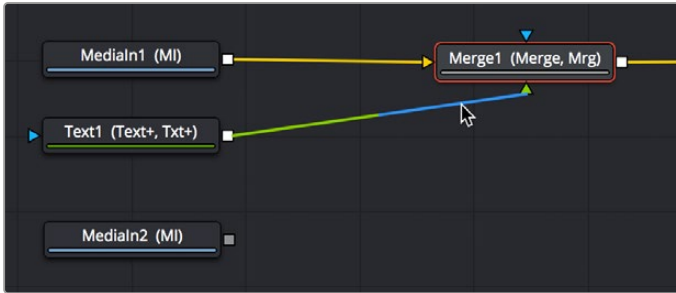 MediaIn1 (MI)
Merge1 (Merge, Mrg)
Text1 (Text+, Txt+)
MediaIn2 (MI)